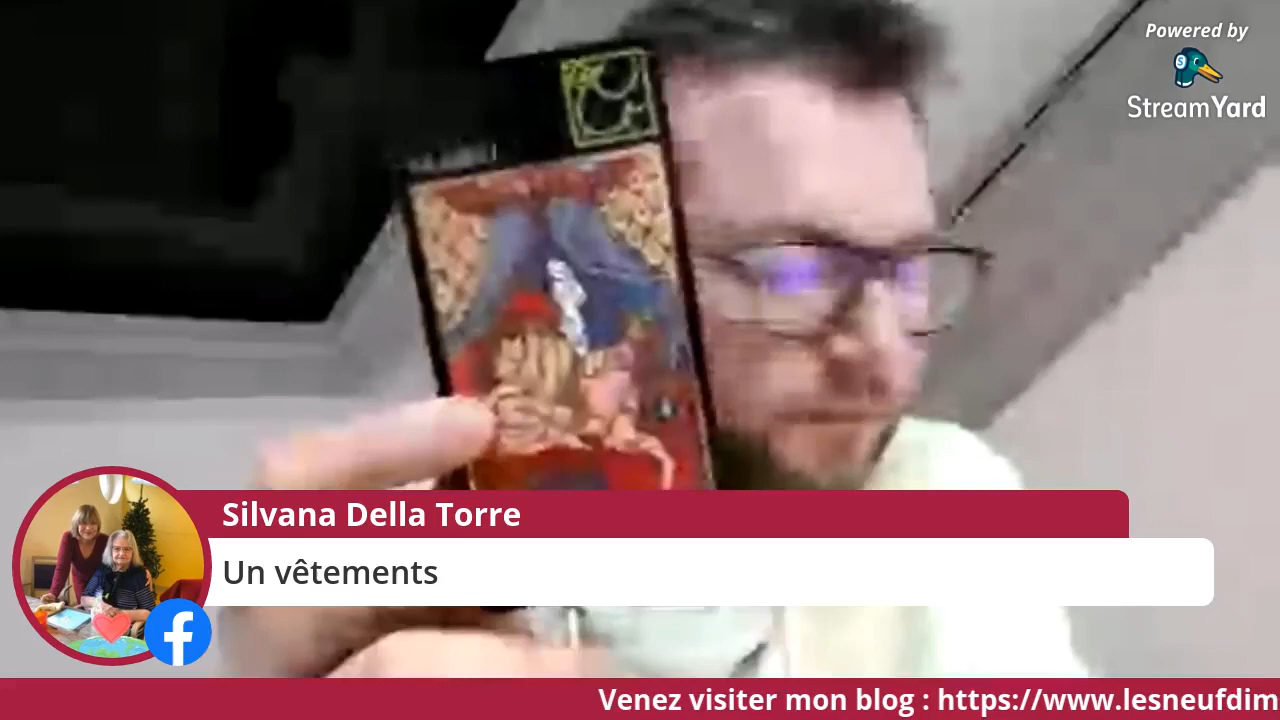 Powered by
StreamYard
Silvana Della Torre
Un vêtements
Venez visiter mon blog : https://www.lesneufdim